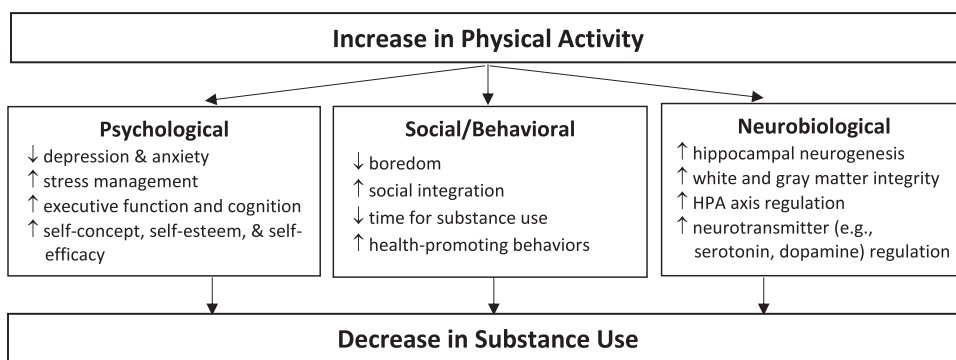 Increase in Physical Activity
Psychological
↓ depression & anxiety
↑ stress management
↑ executive function and cognition
↑ self-concept, self-esteem, & self-
efficacy
Social/Behavioral
↓ boredom
↑ social integration
↓ time for substance use
↑ health-promoting behaviors
Neurobiological
↑ hippocampal neurogenesis
↑ white and gray matter integrity
↑ HPA axis regulation
↑ neurotransmitter (e.g.,
serotonin, dopamine) regulation
Decrease in Substance Use